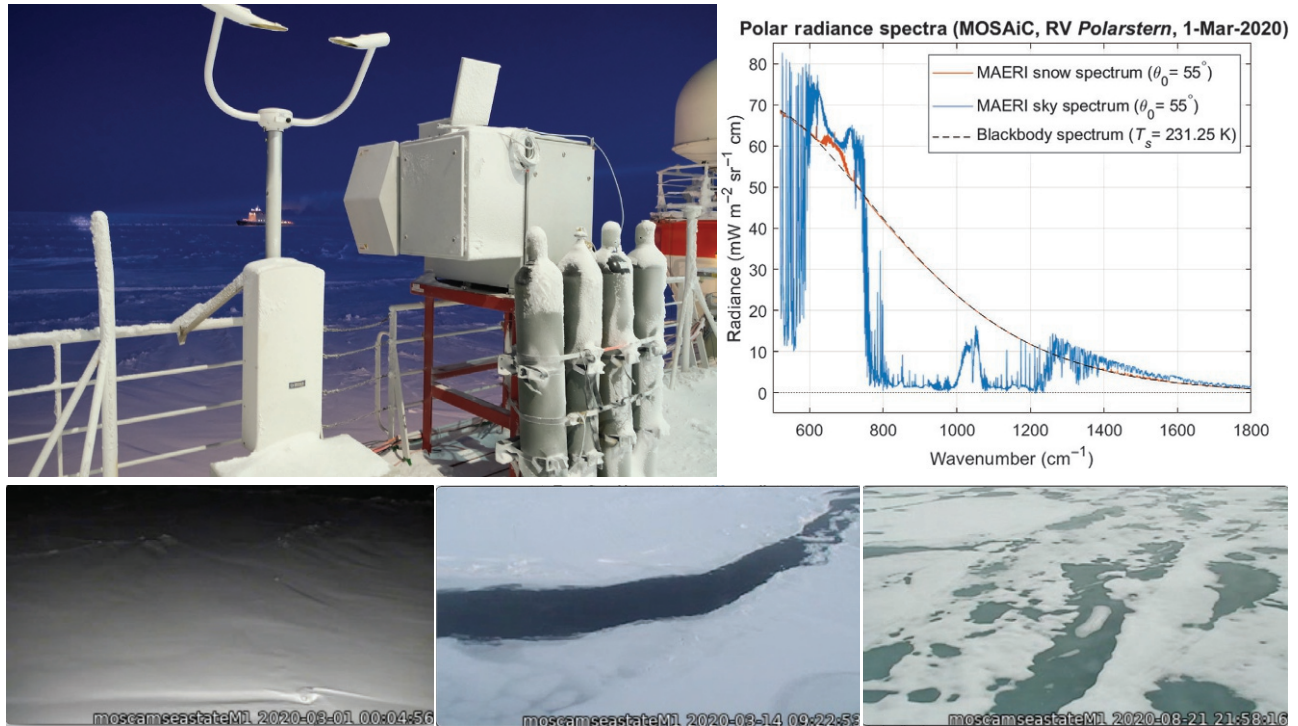 Polar radiance spectra (MOSAiC, RV Polarstern, 1-Mar-2020)
MAERI snow spectrum (θ₀= 55°)
MAERI sky spectrum (θ₀= 55°)
Blackbody spectrum (Tₛ = 231.25 K)
Radiance (mW m⁻² sr⁻¹ cm)
80
70
60
50
40
30
20
10
0
600 800 1000 1200 1400 1600 1800
Wavenumber (cm⁻¹)
moscamseastateM1 2020-03-01 00:04:56
moscamseastateM1 2020-03-14 09:22:53
moscamseastateM1 2020-08-21 21:58:16